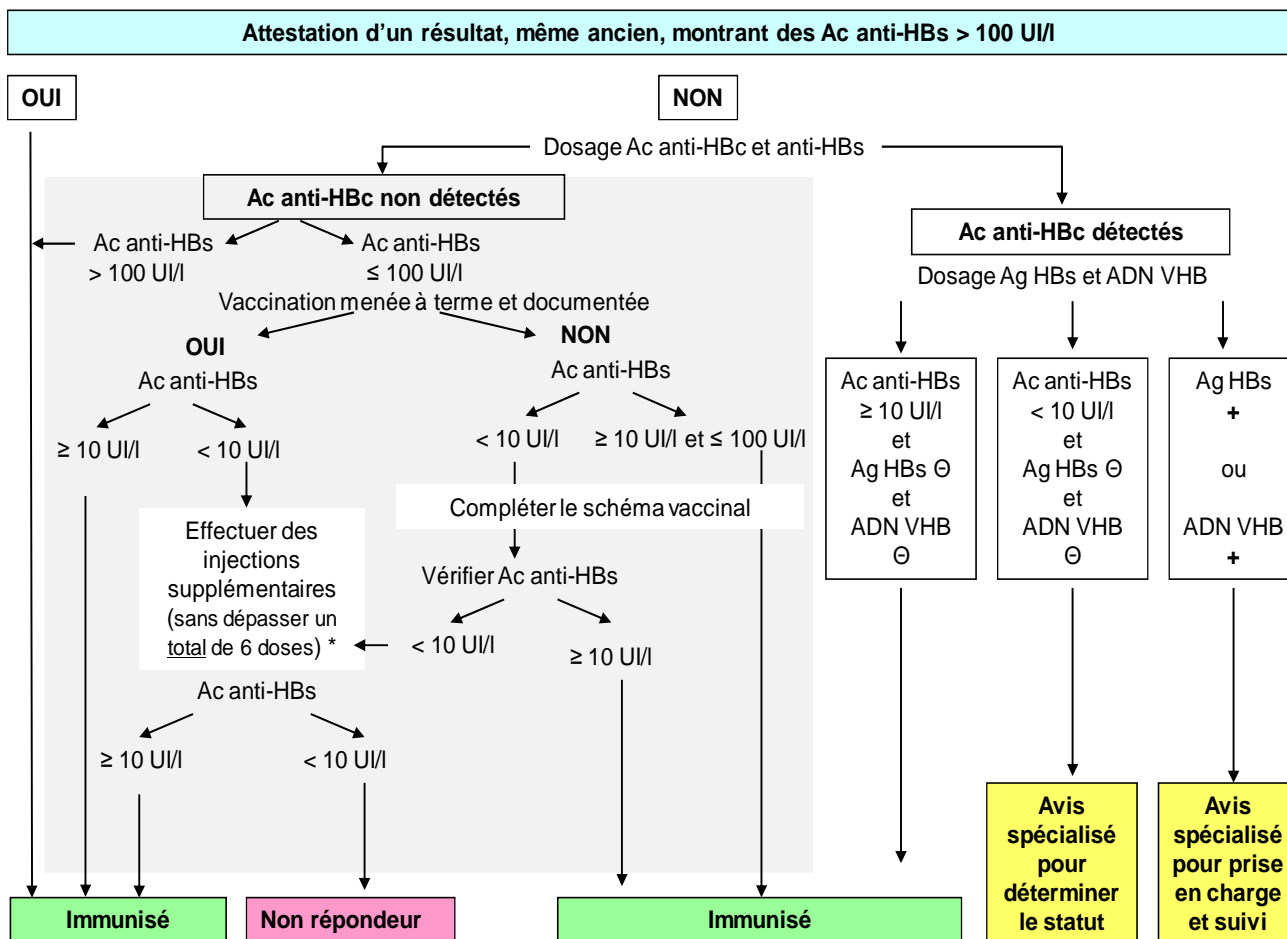 Attestation d’un résultat, même ancien, montrant des Ac anti-HBs > 100 UI/l
OUI
NON
Dosage Ac anti-HBc et anti-HBs
Ac anti-HBc non détectés
Ac anti-HBs
> 100 UI/l
Ac anti-HBs
≤ 100 UI/l
Vaccination menée à terme et documentée
OUI
Ac anti-HBs
≥ 10 UI/l
< 10 UI/l
Effectuer des
injections
supplémentaires
(sans dépasser un
total de 6 doses) *
Ac anti-HBs
≥ 10 UI/l
< 10 UI/l
NON
Ac anti-HBs
< 10 UI/l
≥ 10 UI/l et ≤ 100 UI/l
Compléter le schéma vaccinal
Vérifier Ac anti-HBs
< 10 UI/l
≥ 10 UI/l
Ac anti-HBc détectés
Dosage Ag HBs et ADN VHB
Ac anti-HBs
≥ 10 UI/l
et
Ag HBs Θ
et
ADN VHB
Θ
Ac anti-HBs
< 10 UI/l
et
Ag HBs Θ
et
ADN VHB
Θ
Ag HBs
+
ou
ADN VHB
+
Immunisé
Non répondeur
Immunisé
Avis
spécialisé
pour
déterminer
le statut
Avis
spécialisé
pour prise
en charge
et suivi